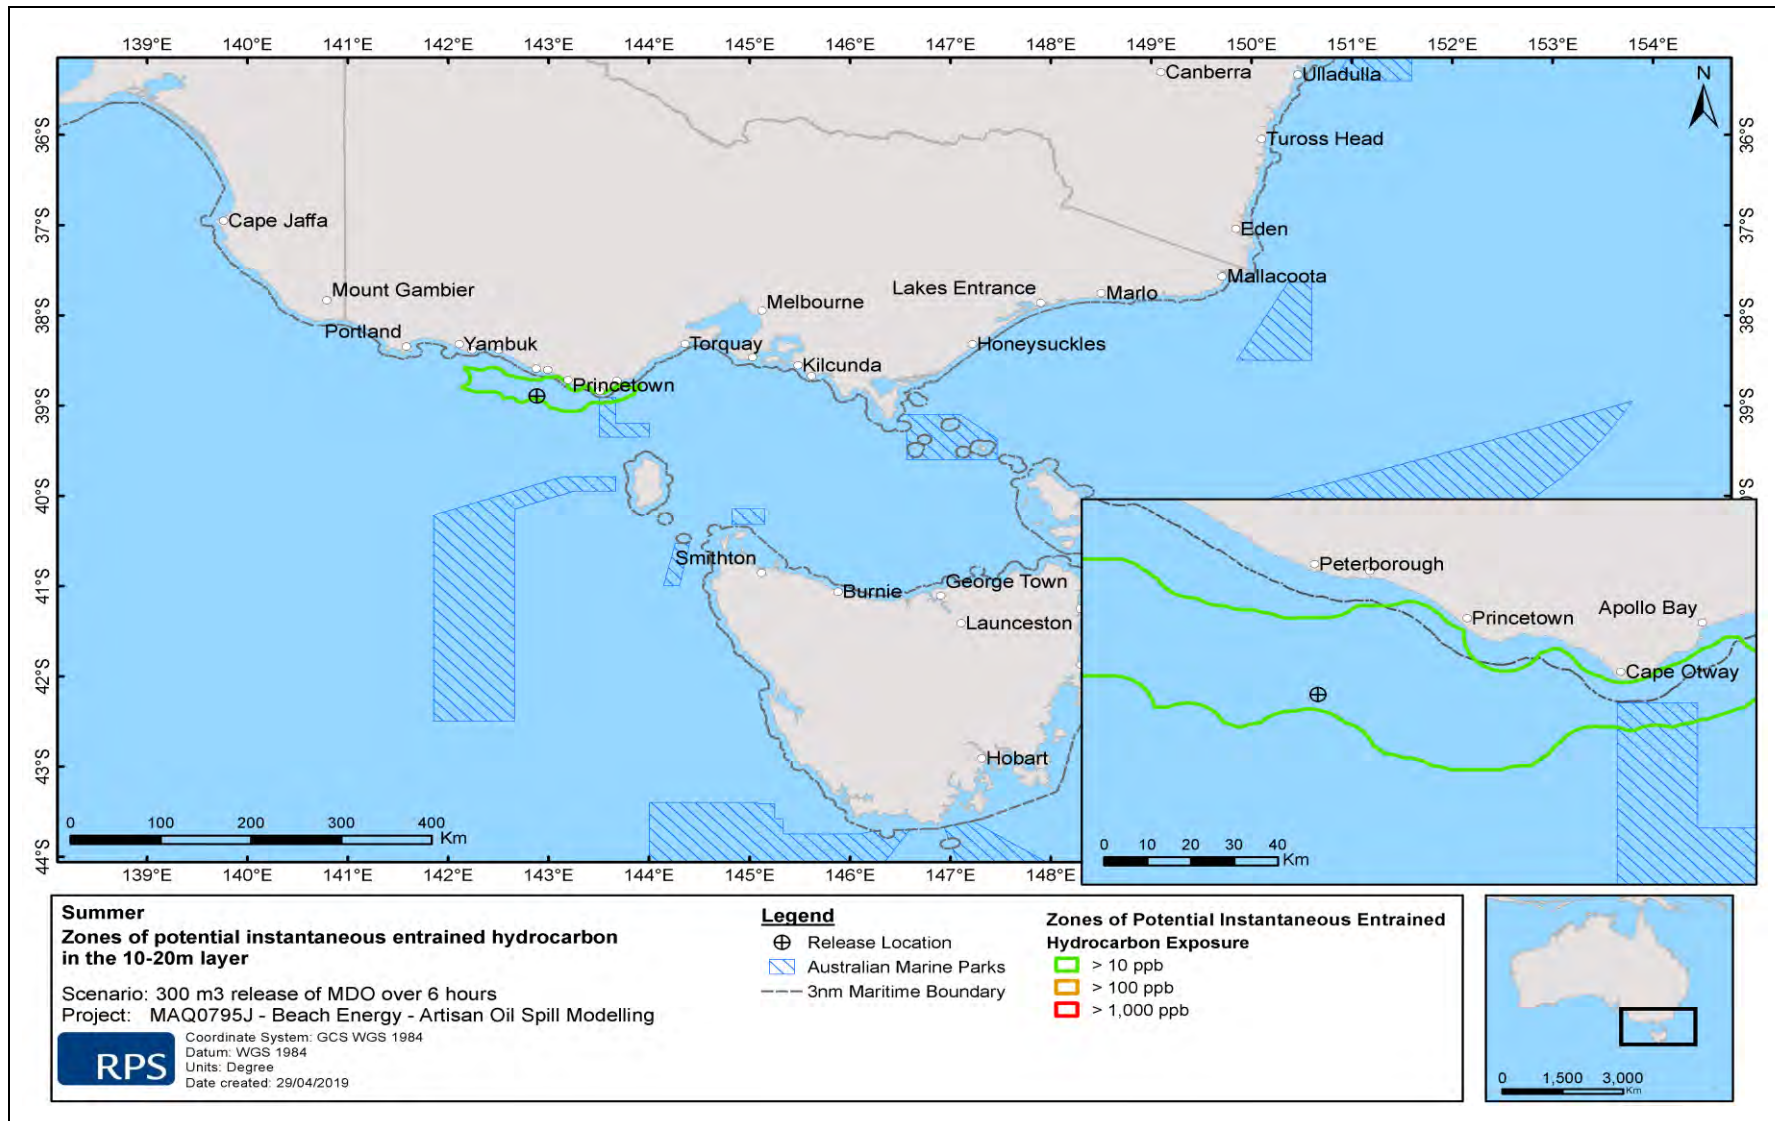 139°E 140°E 141°E 142°E 143°E 144°E 145°E 146°E 147°E 148°E 149°E 150°E 151°E 152°E 153°E 154°E
Canberra
Ulladulla
N
36°S
36°S
Tuross Head
Cape Jaffa
37°S
37°S
Eden
Mallacoota
Mount Gambier
Lakes Entrance
Marlo
Melbourne
38°S
38°S
Portland
Yambuk
Torquay
Honeysuckles
Kilcunda
Princetown
39°S
39°S
40°S
0°S
Smithton
41°S
Burnie
George Town
Launceston
42°S
Hobart
43°S
44°S
0 100 200 300 400
Km
139°E 140°E 141°E 142°E 143°E 144°E 145°E 146°E 147°E 148°E
Peterborough
Princetown
Apollo Bay
Cape Otway
0 10 20 30 40
Km
Summer
Zones of potential instantaneous entrained hydrocarbon
in the 10-20m layer
Scenario: 300 m3 release of MDO over 6 hours
Project: MAQ0795J - Beach Energy - Artisan Oil Spill Modelling
RPS
Coordinate System: GCS WGS 1984
Datum: WGS 1984
Units: Degree
Date created: 29/04/2019
Legend
Release Location
Australian Marine Parks
3nm Maritime Boundary
Zones of Potential Instantaneous Entrained
Hydrocarbon Exposure
> 10 ppb
> 100 ppb
> 1,000 ppb
0 1,500 3,000
Km